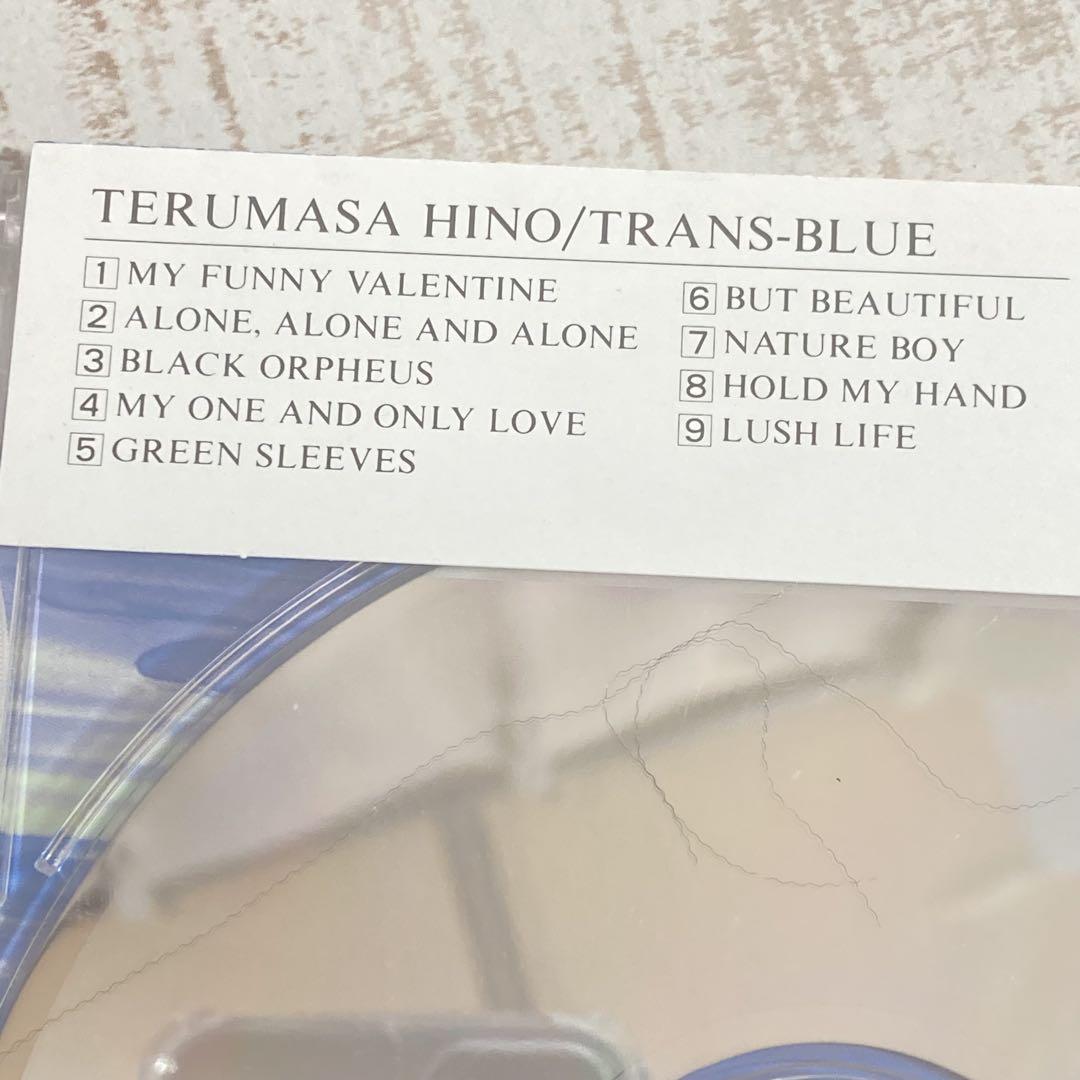 TERUMASA HINO/TRANS-BLUE
1 MY FUNNY VALENTINE
2 ALONE, ALONE AND ALONE
3 BLACK ORPHEUS
4 MY ONE AND ONLY LOVE
5 GREEN SLEEVES
6 BUT BEAUTIFUL
7 NATURE BOY
8 HOLD MY HAND
9 LUSH LIFE